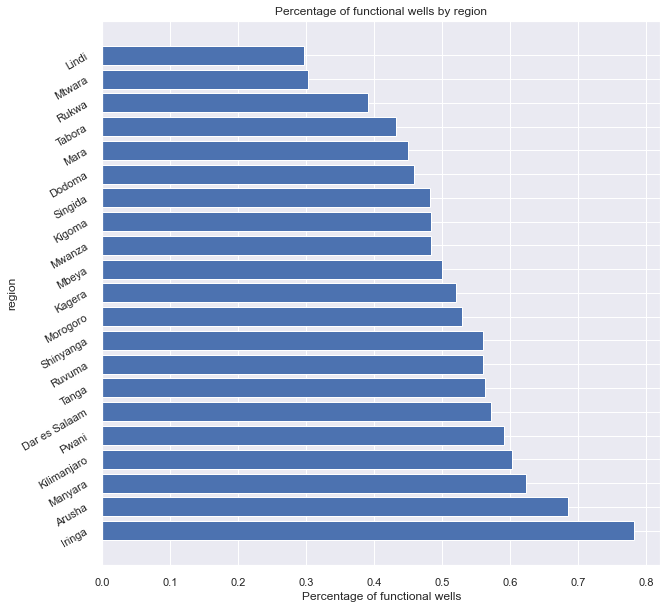 Percentage of functional wells by region
Lindi
Mtwara
Rukwa
Tabora
Mara
Dodoma
Singida
Kigoma
Mwanza
Mbeya
Kagera
Morogoro
Shinyanga
Ruvuma
Tanga
Dar es Salaam
Pwani
Kilimanjaro
Manyara
Arusha
Iringa
region
0.0 0.1 0.2 0.3 0.4 0.5 0.6 0.7 0.8
Percentage of functional wells